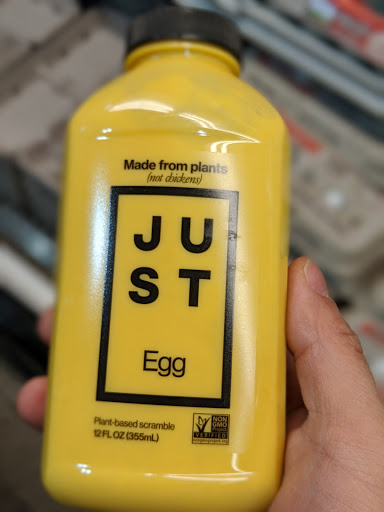 Made from plants
(not chickens)
JU
ST
Egg
Plant-based scramble
12 FL OZ (355mL)
NON
GMO
VERIFIED